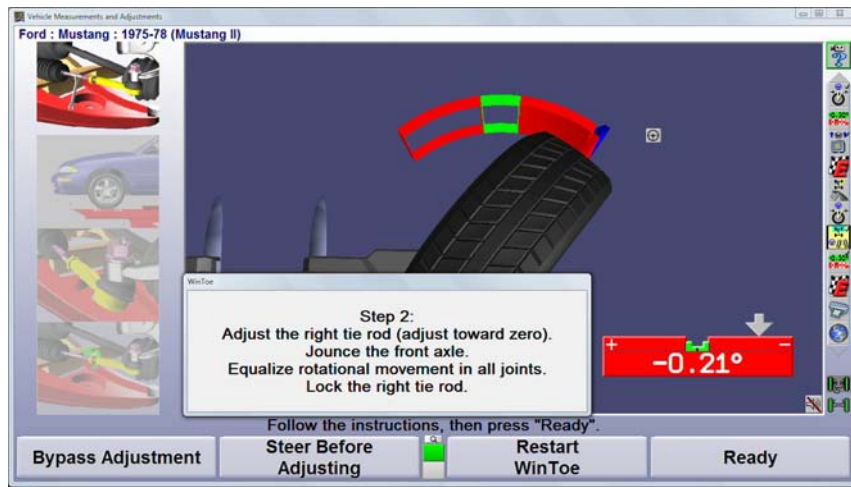 Vehicle Measurements and Adjustments
Ford : Mustang : 1975-78 (Mustang II)
WinToe
Step 2:
Adjust the right tie rod (adjust toward zero).
Jounce the front axle.
Equalize rotational movement in all joints.
Lock the right tie rod.
+
-
-0.21°
Follow the instructions, then press "Ready".
Bypass Adjustment
Steer Before
Adjusting
Restart
WinToe
Ready